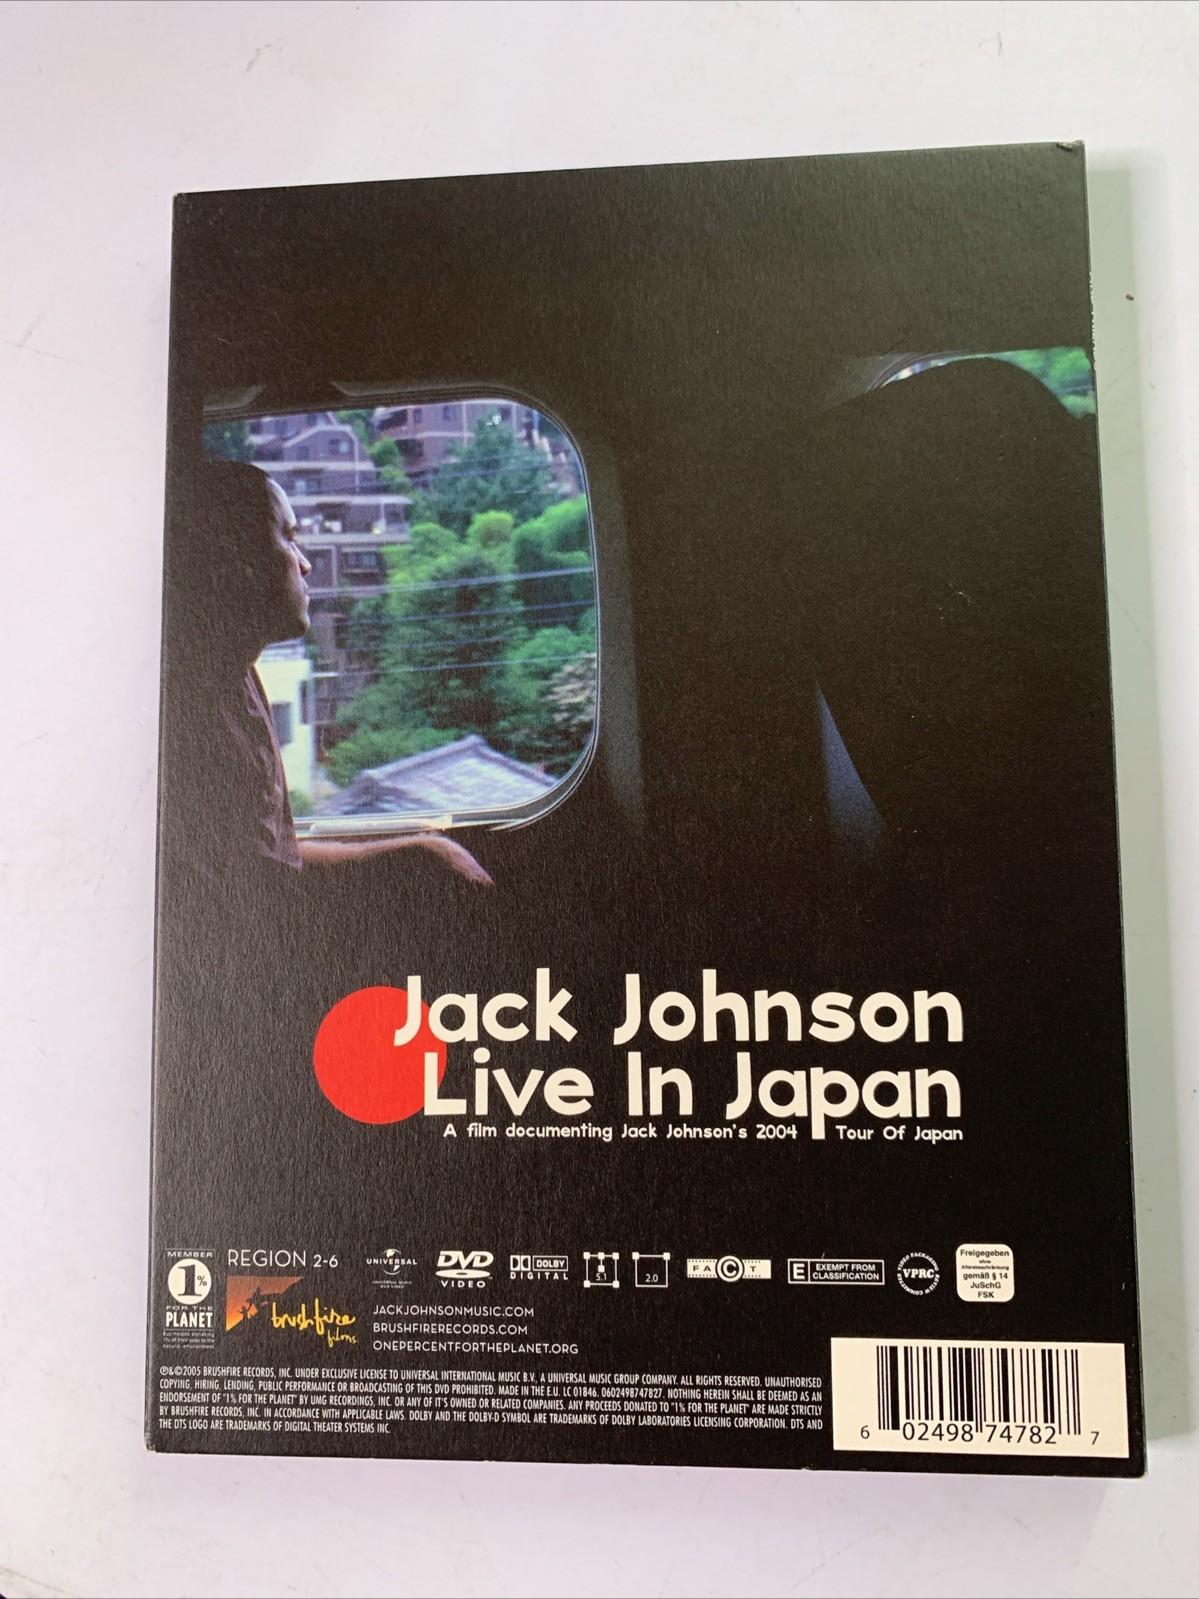 Jack Johnson
Live In Japan
A film documenting Jack Johnson's 2004 Tour Of Japan
MEMBER
1%
FOR THE
PLANET
REGION 2-6
brushfire
films
UNIVERSAL
DVD
VIDEO
DOLBY
DIGITAL
5.1
2.0
FACT
E EXEMPT FROM
CLASSIFICATION
VIDEO PACKAGING REVIEW COMMITTEE
VPRC
Freigegeben
ohne
Altersbeschränkung
gemäß § 14
JuSchG
FSK
JACKJOHNSONMUSIC.COM
BRUSHFIRERECORDS.COM
ONEPERCENTFORTHEPLANET.ORG
℗&©2005 BRUSHFIRE RECORDS, INC. UNDER EXCLUSIVE LICENSE TO UNIVERSAL INTERNATIONAL MUSIC B.V., A UNIVERSAL MUSIC GROUP COMPANY. ALL RIGHTS RESERVED. UNAUTHORISED
COPYING, HIRING, LENDING, PUBLIC PERFORMANCE OR BROADCASTING OF THIS DVD PROHIBITED. MADE IN THE E.U. LC 01846. 0602498747827. NOTHING HEREIN SHALL BE DEEMED AS AN
ENDORSEMENT OF "1% FOR THE PLANET" BY UMG RECORDINGS, INC. OR ANY OF IT'S OWNED OR RELATED COMPANIES. ANY PROCEEDS DONATED TO "1% FOR THE PLANET" ARE MADE STRICTLY
BY BRUSHFIRE RECORDS, INC. IN ACCORDANCE WITH APPLICABLE LAWS. DOLBY AND THE DOLBY-D SYMBOL ARE TRADEMARKS OF DOLBY LABORATORIES LICENSING CORPORATION. DTS AND
THE DTS LOGO ARE TRADEMARKS OF DIGITAL THEATER SYSTEMS INC.
6 02498 74782 7